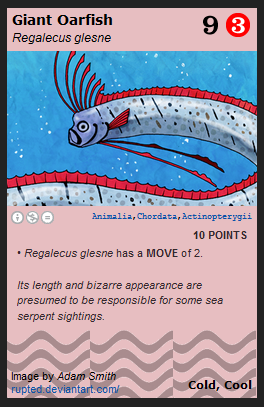 Giant Oarfish
Regalecus glesne
9 3
Animalia,Chordata,Actinopterygii
10 POINTS
• Regalecus glesne has a MOVE of 2.
Its length and bizarre appearance are
presumed to be responsible for some sea
serpent sightings.
Image by Adam Smith
rupted.deviantart.com/
Cold, Cool